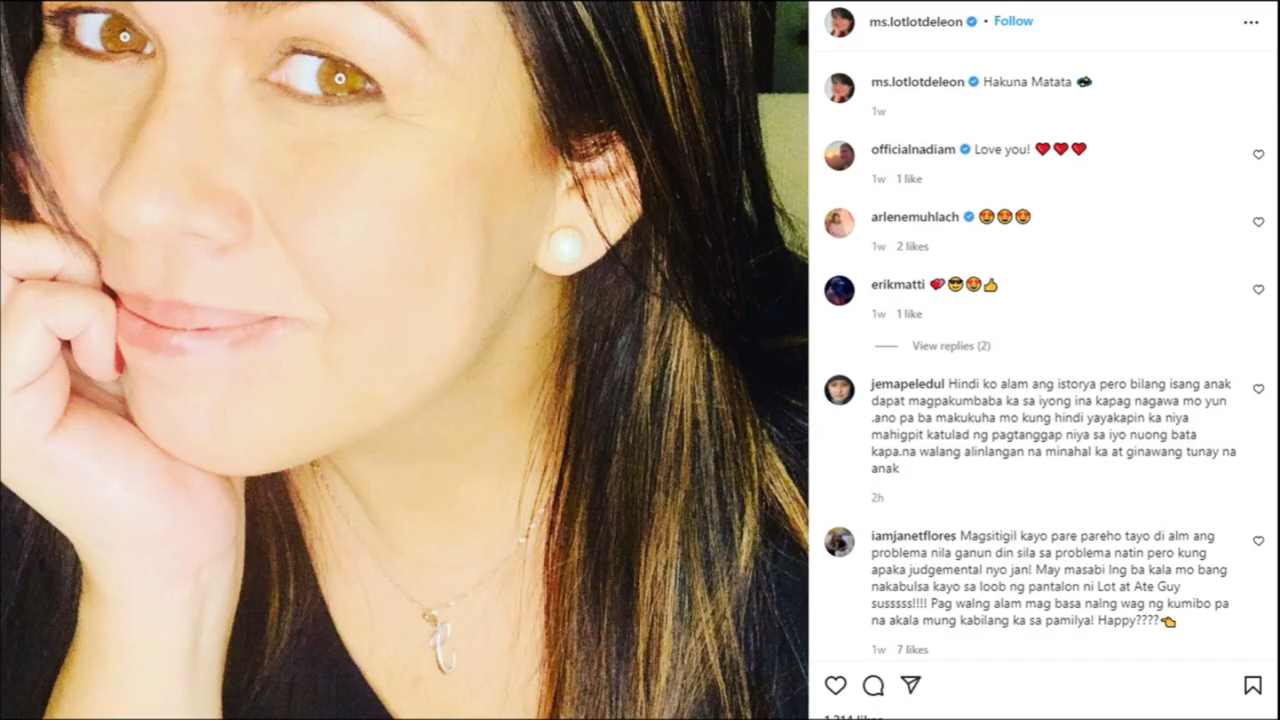 ms.lotlotdeleon • Follow
ms.lotlotdeleon Hakuna Matata
1w
officialnadiam Love you! ❤️❤️❤️
1w 1 like
arlenemuhlach 😍😍😍
1w 2 likes
erikmatti 💕😎😍👍
1w 1 like
View replies (2)
jemapeledul Hindi ko alam ang istorya pero bilang isang anak
dapat magpakumbaba ka sa iyong ina kapag nagawa mo yun
.ano pa ba makukuha mo kung hindi yayakapin ka niya
mahigpit katulad ng pagtanggap niya sa iyo nuong bata
kapa.na walang alinlangan na minahal ka at ginawang tunay na
anak
2h
iamjanetflores Magsitigil kayo pare pareho tayo di alm ang
problema nila ganun din sila sa problema natin pero kung
apaka judgemental nyo jan! May masabi lng ba kala mo bang
nakabulsa kayo sa loob ng pantalon ni Lot at Ate Guy
susssss!!!! Pag walng alam mag basa nalng wag ng kumibo pa
na akala mung kabilang ka sa pamilya! Happy????👈
1w 7 likes